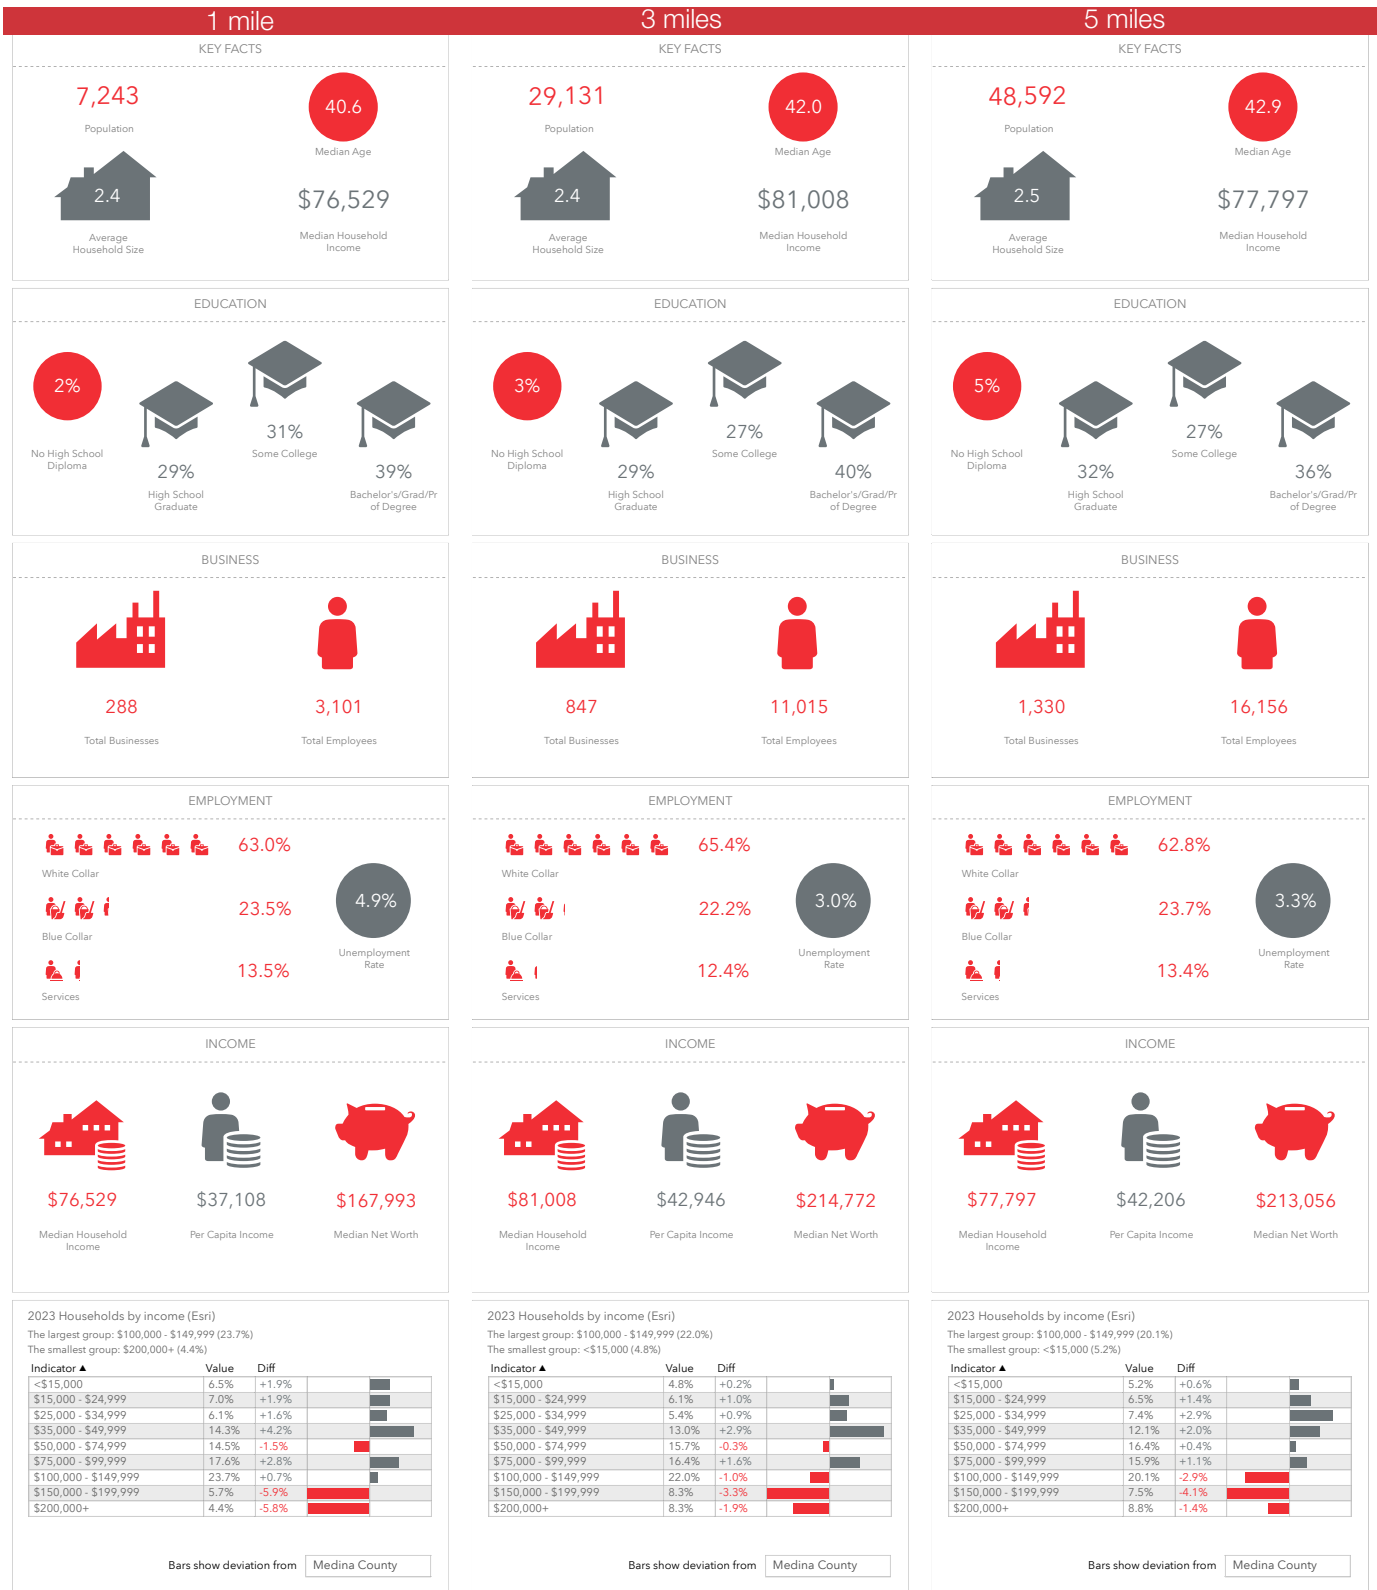 1 mile
KEY FACTS
7,243
Population
40.6
Median Age
2.4
Average
Household Size
$76,529
Median Household
Income
EDUCATION
2%
No High School
Diploma
29%
High School
Graduate
31%
Some College
39%
Bachelor's/Grad/Pr
of Degree
BUSINESS
288
Total Businesses
3,101
Total Employees
EMPLOYMENT
63.0%
White Collar
23.5%
Blue Collar
13.5%
Services
4.9%
Unemployment
Rate
INCOME
$76,529
Median Household
Income
$37,108
Per Capita Income
$167,993
Median Net Worth
2023 Households by income (Esri)
The largest group: $100,000 - $149,999 (23.7%)
The smallest group: $200,000+ (4.4%)
Indicator ▲ Value Diff
<$15,000 6.5% +1.9%
$15,000 - $24,999 7.0% +1.9%
$25,000 - $34,999 6.1% +1.6%
$35,000 - $49,999 14.3% +4.2%
$50,000 - $74,999 14.5% -1.5%
$75,000 - $99,999 17.6% +2.8%
$100,000 - $149,999 23.7% +0.7%
$150,000 - $199,999 5.7% -5.9%
$200,000+ 4.4% -5.8%
Bars show deviation from Medina County
3 miles
KEY FACTS
29,131
Population
42.0
Median Age
2.4
Average
Household Size
$81,008
Median Household
Income
EDUCATION
3%
No High School
Diploma
29%
High School
Graduate
27%
Some College
40%
Bachelor's/Grad/Pr
of Degree
BUSINESS
847
Total Businesses
11,015
Total Employees
EMPLOYMENT
65.4%
White Collar
22.2%
Blue Collar
12.4%
Services
3.0%
Unemployment
Rate
INCOME
$81,008
Median Household
Income
$42,946
Per Capita Income
$214,772
Median Net Worth
2023 Households by income (Esri)
The largest group: $100,000 - $149,999 (22.0%)
The smallest group: <$15,000 (4.8%)
Indicator ▲ Value Diff
<$15,000 4.8% +0.2%
$15,000 - $24,999 6.1% +1.0%
$25,000 - $34,999 5.4% +0.9%
$35,000 - $49,999 13.0% +2.9%
$50,000 - $74,999 15.7% -0.3%
$75,000 - $99,999 16.4% +1.6%
$100,000 - $149,999 22.0% -1.0%
$150,000 - $199,999 8.3% -3.3%
$200,000+ 8.3% -1.9%
Bars show deviation from Medina County
5 miles
KEY FACTS
48,592
Population
42.9
Median Age
2.5
Average
Household Size
$77,797
Median Household
Income
EDUCATION
5%
No High School
Diploma
32%
High School
Graduate
27%
Some College
36%
Bachelor's/Grad/Pr
of Degree
BUSINESS
1,330
Total Businesses
16,156
Total Employees
EMPLOYMENT
62.8%
White Collar
23.7%
Blue Collar
13.4%
Services
3.3%
Unemployment
Rate
INCOME
$77,797
Median Household
Income
$42,206
Per Capita Income
$213,056
Median Net Worth
2023 Households by income (Esri)
The largest group: $100,000 - $149,999 (20.1%)
The smallest group: <$15,000 (5.2%)
Indicator ▲ Value Diff
<$15,000 5.2% +0.6%
$15,000 - $24,999 6.5% +1.4%
$25,000 - $34,999 7.4% +2.9%
$35,000 - $49,999 12.1% +2.0%
$50,000 - $74,999 16.4% +0.4%
$75,000 - $99,999 15.9% +1.1%
$100,000 - $149,999 20.1% -2.9%
$150,000 - $199,999 7.5% -4.1%
$200,000+ 8.8% -1.4%
Bars show deviation from Medina County